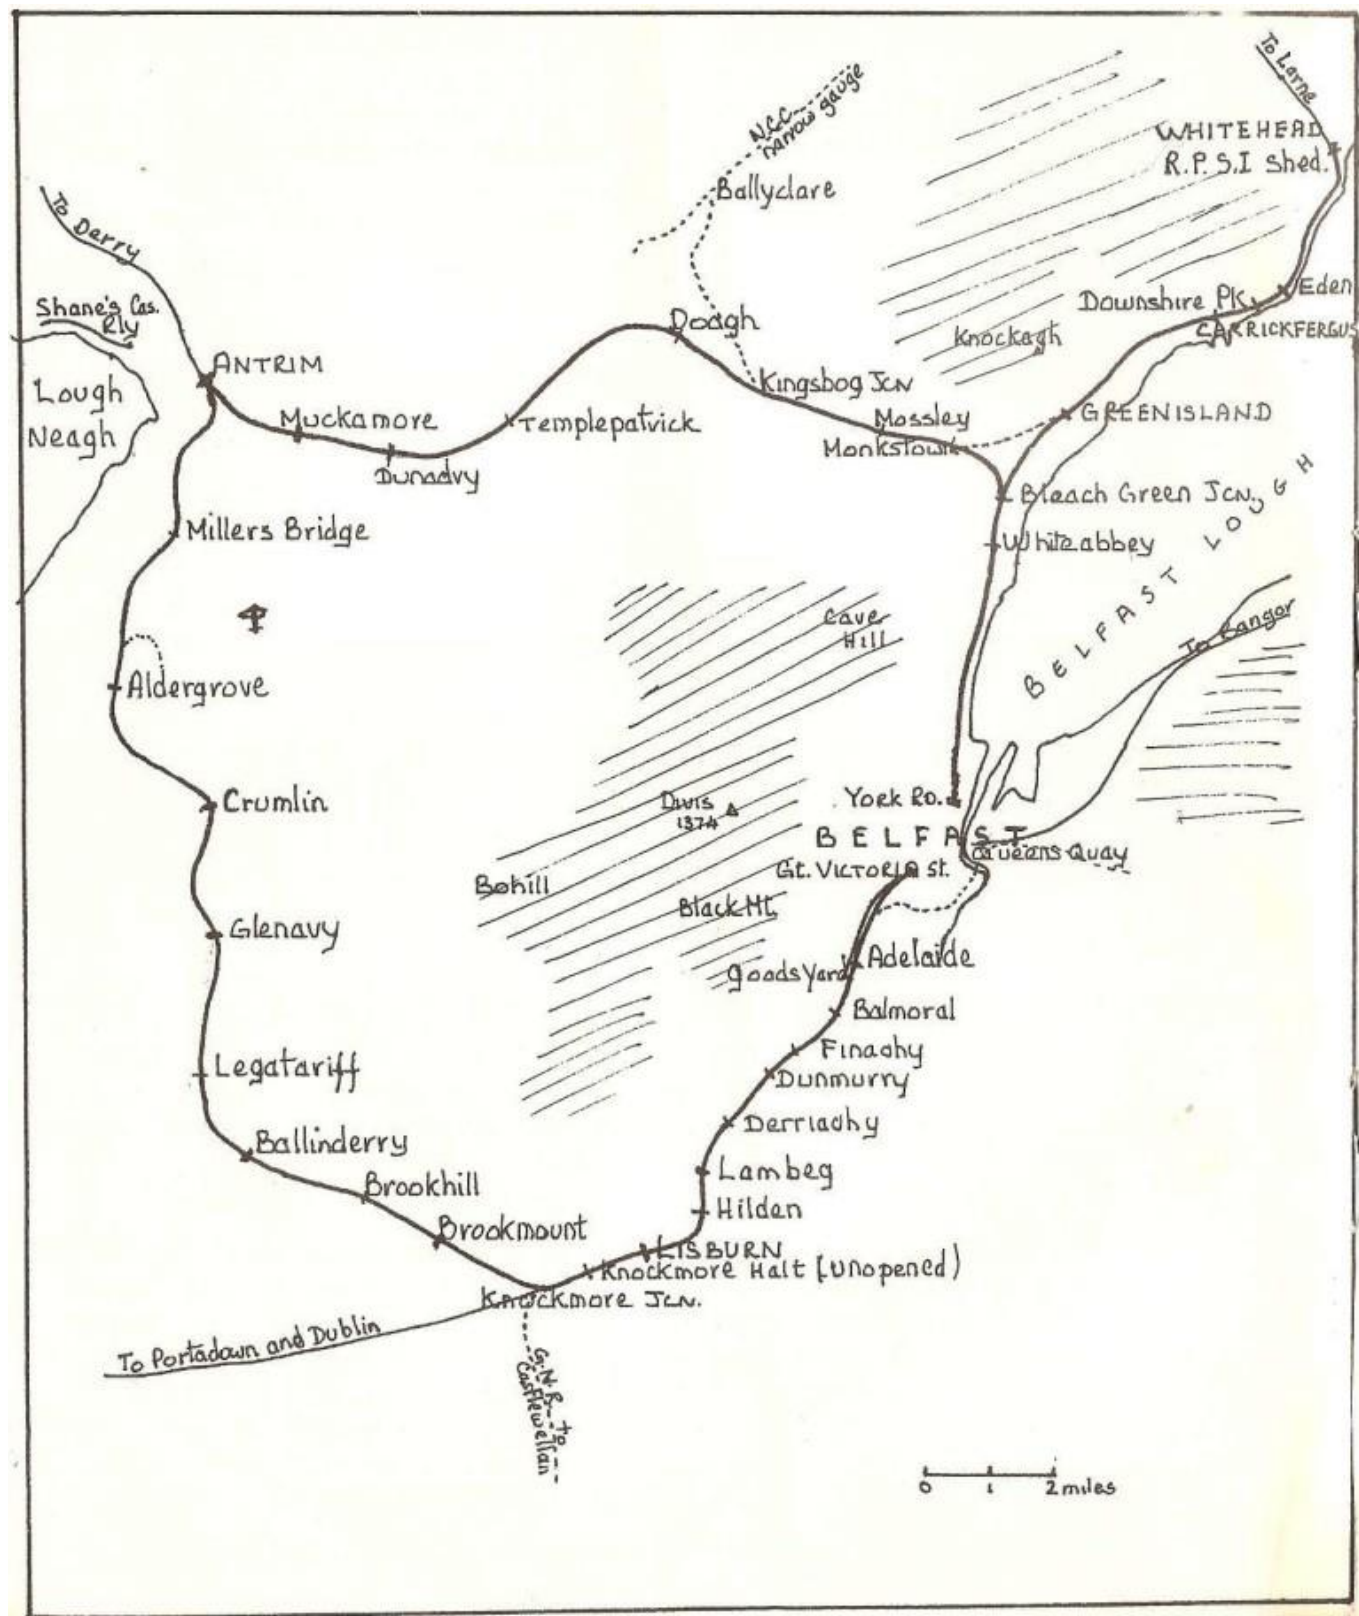 To Larne
N.C.C.
narrow gauge
WHITEHEAD
R.P.S.I Shed.
Ballyclare
To Derry
Shane's Cas.
Rly
Eden
Downshire Pk
CARRICKFERGUS
Doagh
Knockagh
ANTRIM
Lough
Neagh
Kingsbog Jcn
Muckamore
Templepatrick
Mossley
GREENISLAND
Monkstown
Dunadry
Bleach Green Jcn.
Millers Bridge
Whiteabbey
BELFAST LOUGH
Cave
Hill
To Bangor
Aldergrove
Crumlin
Divis
1374
York Rd.
BELFAST
Queens Quay
Gt. VICTORIA St.
Bohill
Black Mt.
Glenavy
Adelaide
Goods Yard
Balmoral
Finaghy
Legatariff
Dunmurry
Derriaghy
Ballinderry
Lambeg
Brookhill
Hilden
Brookmount
LISBURN
Knockmore Halt (unopened)
Knockmore Jcn.
To Portadown and Dublin
G.N.R. to
Castlewellan
0 1 2 miles